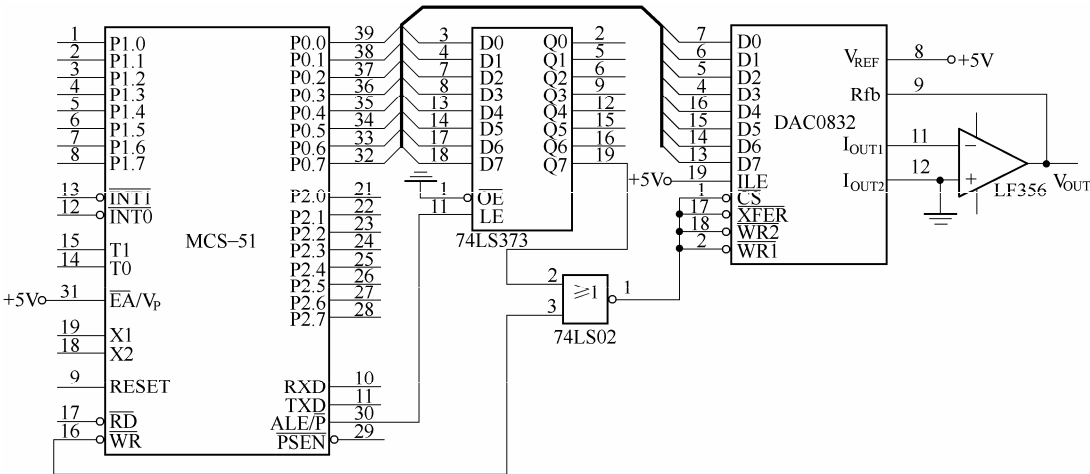 1 P1.0
2 P1.1
3 P1.2
4 P1.3
5 P1.4
6 P1.5
7 P1.6
8 P1.7
13 INT1
12 INT0
15 T1
14 T0
+5V 31 EA/VP
19 X1
18 X2
9 RESET
17 RD
16 WR
MCS-51
P0.0 39
P0.1 38
P0.2 37
P0.3 36
P0.4 35
P0.5 34
P0.6 33
P0.7 32
P2.0 21
P2.1 22
P2.2 23
P2.3 24
P2.4 25
P2.5 26
P2.6 27
P2.7 28
RXD 10
TXD 11
ALE/P 30
PSEN 29
3 D0
4 D1
7 D2
8 D3
13 D4
14 D5
17 D6
18 D7
1 OE
11 LE
Q0 2
Q1 5
Q2 6
Q3 9
Q4 12
Q5 15
Q6 16
Q7 19
74LS373
2
3
≥1
1
74LS02
7 D0
6 D1
5 D2
4 D3
16 D4
15 D5
14 D6
13 D7
+5V 19 ILE
1 CS
17 XFER
18 WR2
2 WR1
DAC0832
VREF 8 +5V
Rfb 9
IOUT1 11
IOUT2 12
−
+
LF356
VOUT